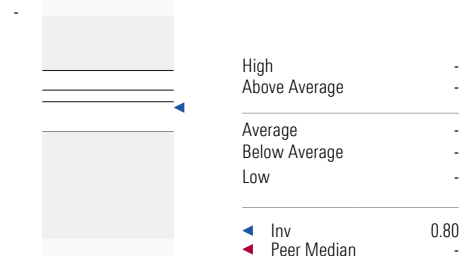 -
High -
Above Average -
Average -
Below Average -
Low -
Inv 0.80
Peer Median -